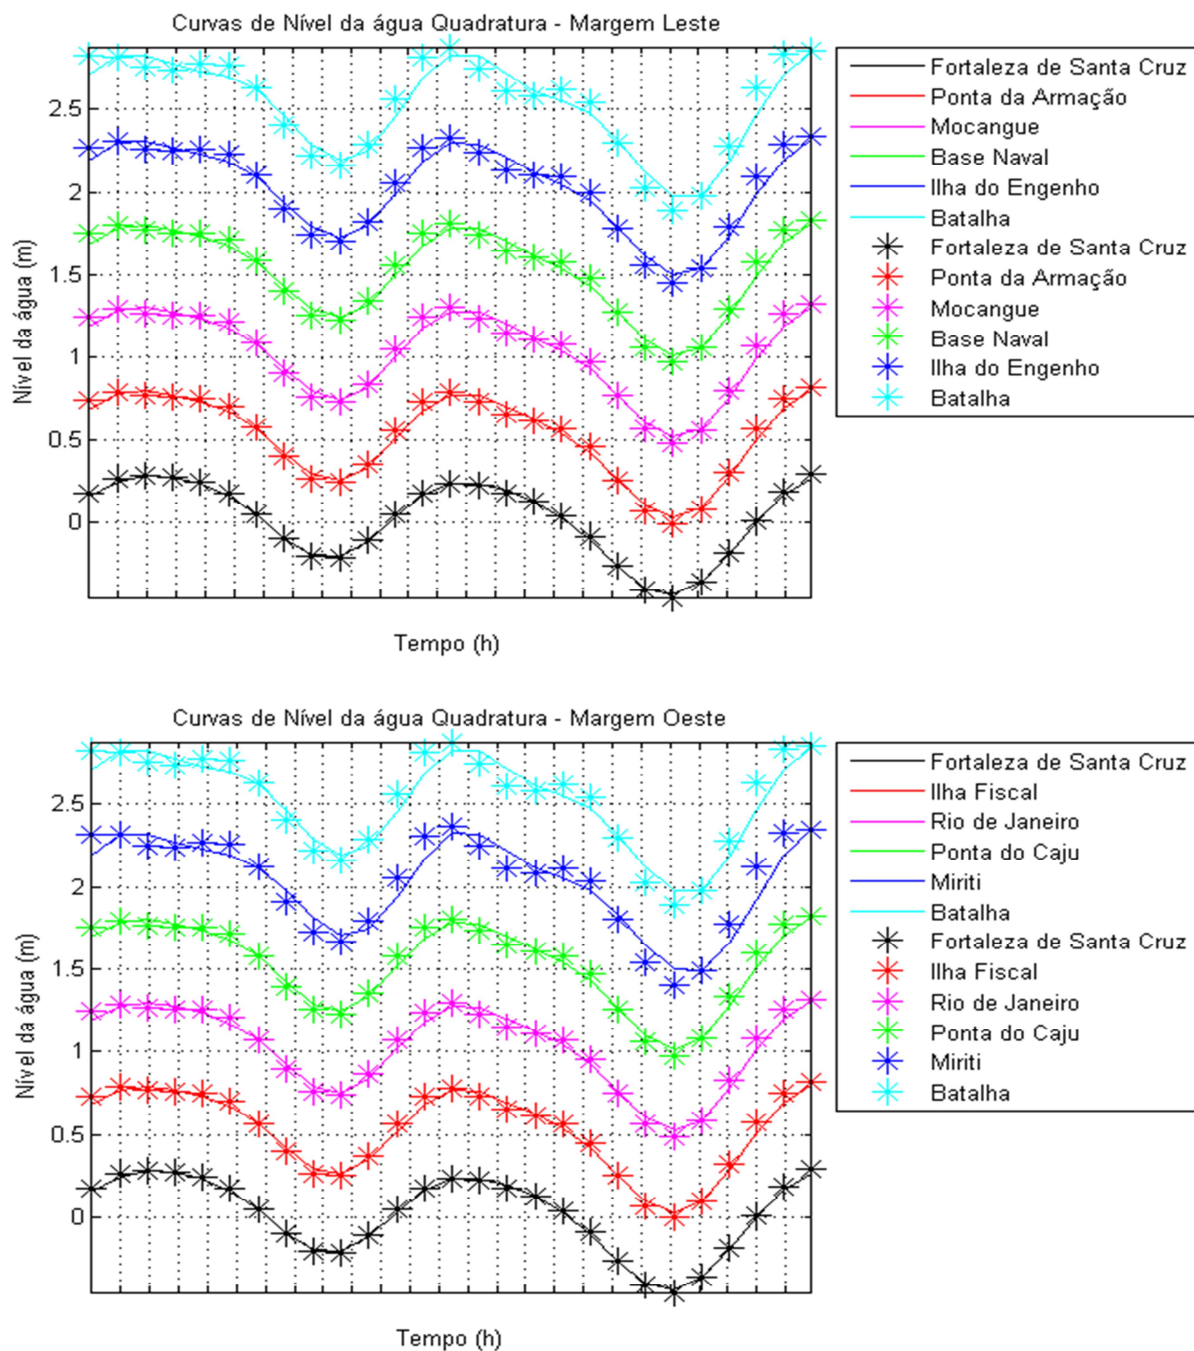 Curvas de Nível da água Quadratura - Margem Leste
Nível da água (m)
2.5
2
1.5
1
0.5
0
Tempo (h)
Fortaleza de Santa Cruz
Ponta da Armação
Mocangue
Base Naval
Ilha do Engenho
Batalha
Fortaleza de Santa Cruz
Ponta da Armação
Mocangue
Base Naval
Ilha do Engenho
Batalha
Curvas de Nível da água Quadratura - Margem Oeste
Nível da água (m)
2.5
2
1.5
1
0.5
0
Tempo (h)
Fortaleza de Santa Cruz
Ilha Fiscal
Rio de Janeiro
Ponta do Caju
Miriti
Batalha
Fortaleza de Santa Cruz
Ilha Fiscal
Rio de Janeiro
Ponta do Caju
Miriti
Batalha